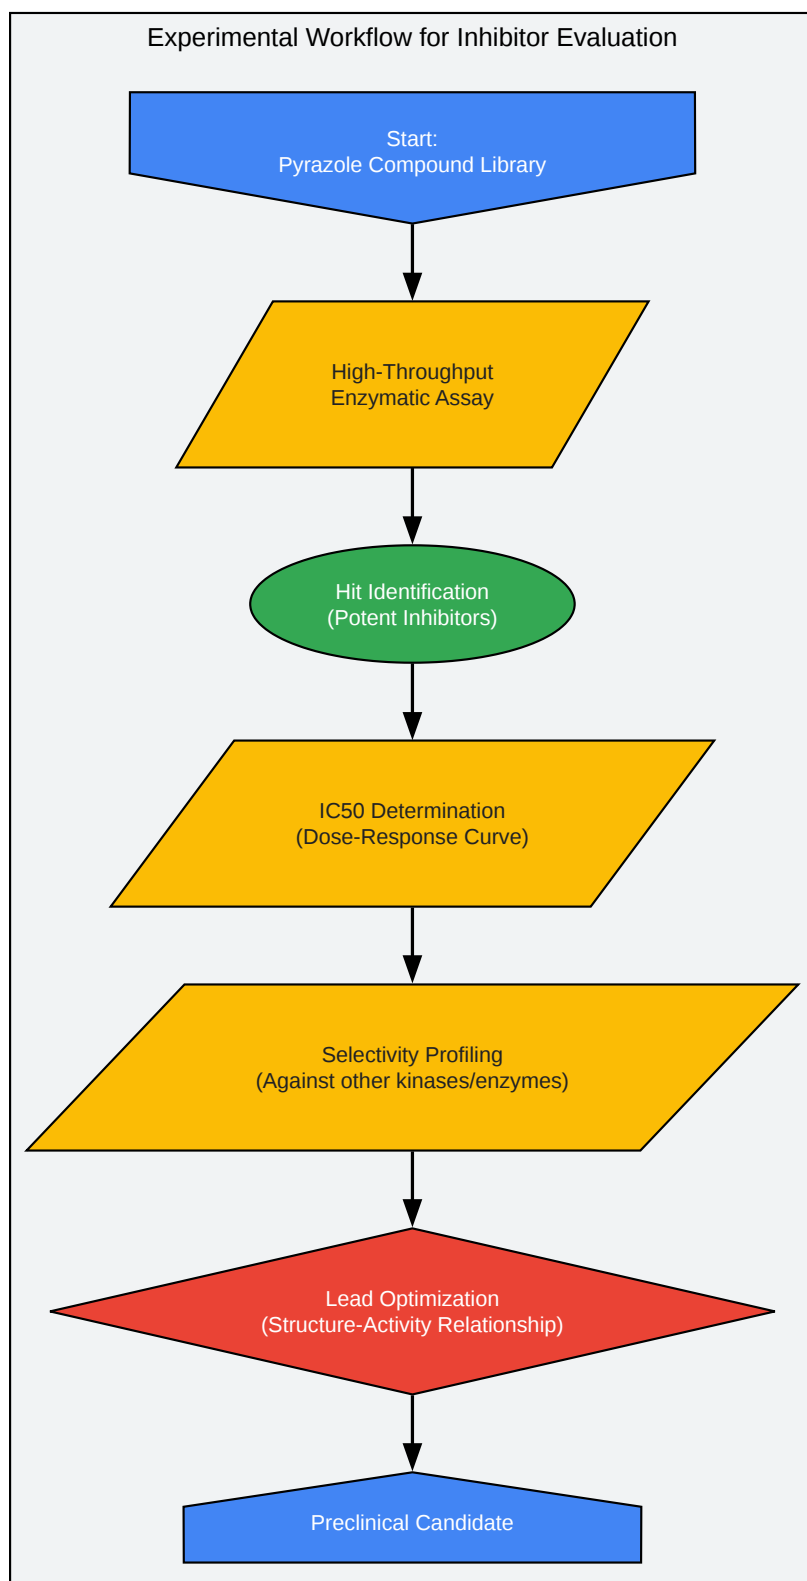 Experimental Workflow for Inhibitor Evaluation
Start:
Pyrazole Compound Library
High-Throughput
Enzymatic Assay
Hit Identification
(Potent Inhibitors)
IC50 Determination
(Dose-Response Curve)
Selectivity Profiling
(Against other kinases/enzymes)
Lead Optimization
(Structure-Activity Relationship)
Preclinical Candidate